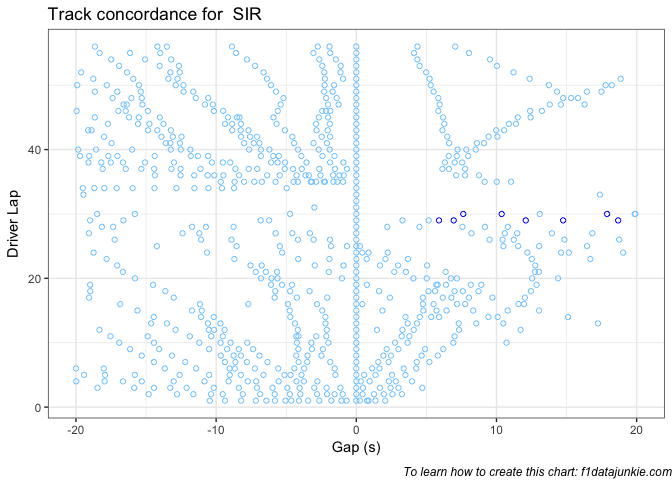 Track concordance for  SIR
Driver Lap
40
20
0
-20
-10
0
10
20
Gap (s)
To learn how to create this chart: f1datajunkie.com